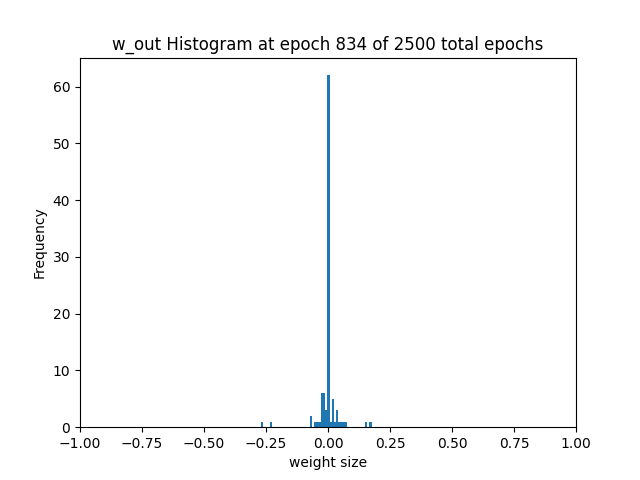 w_out Histogram at epoch 834 of 2500 total epochs
Frequency
60
50
40
30
20
10
0
−1.00 −0.75 −0.50 −0.25 0.00 0.25 0.50 0.75 1.00
weight size